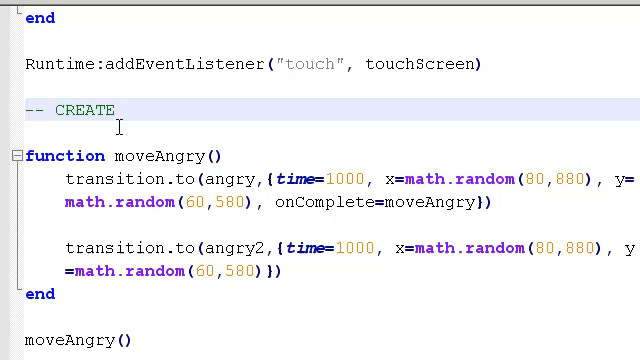 end
Runtime:addEventListener("touch", touchScreen)
-- CREATE
function moveAngry()
transition.to(angry,{time=1000, x=math.random(80,880), y=
math.random(60,580), onComplete=moveAngry})
transition.to(angry2,{time=1000, x=math.random(80,880), y
=math.random(60,580)})
end
moveAngry()